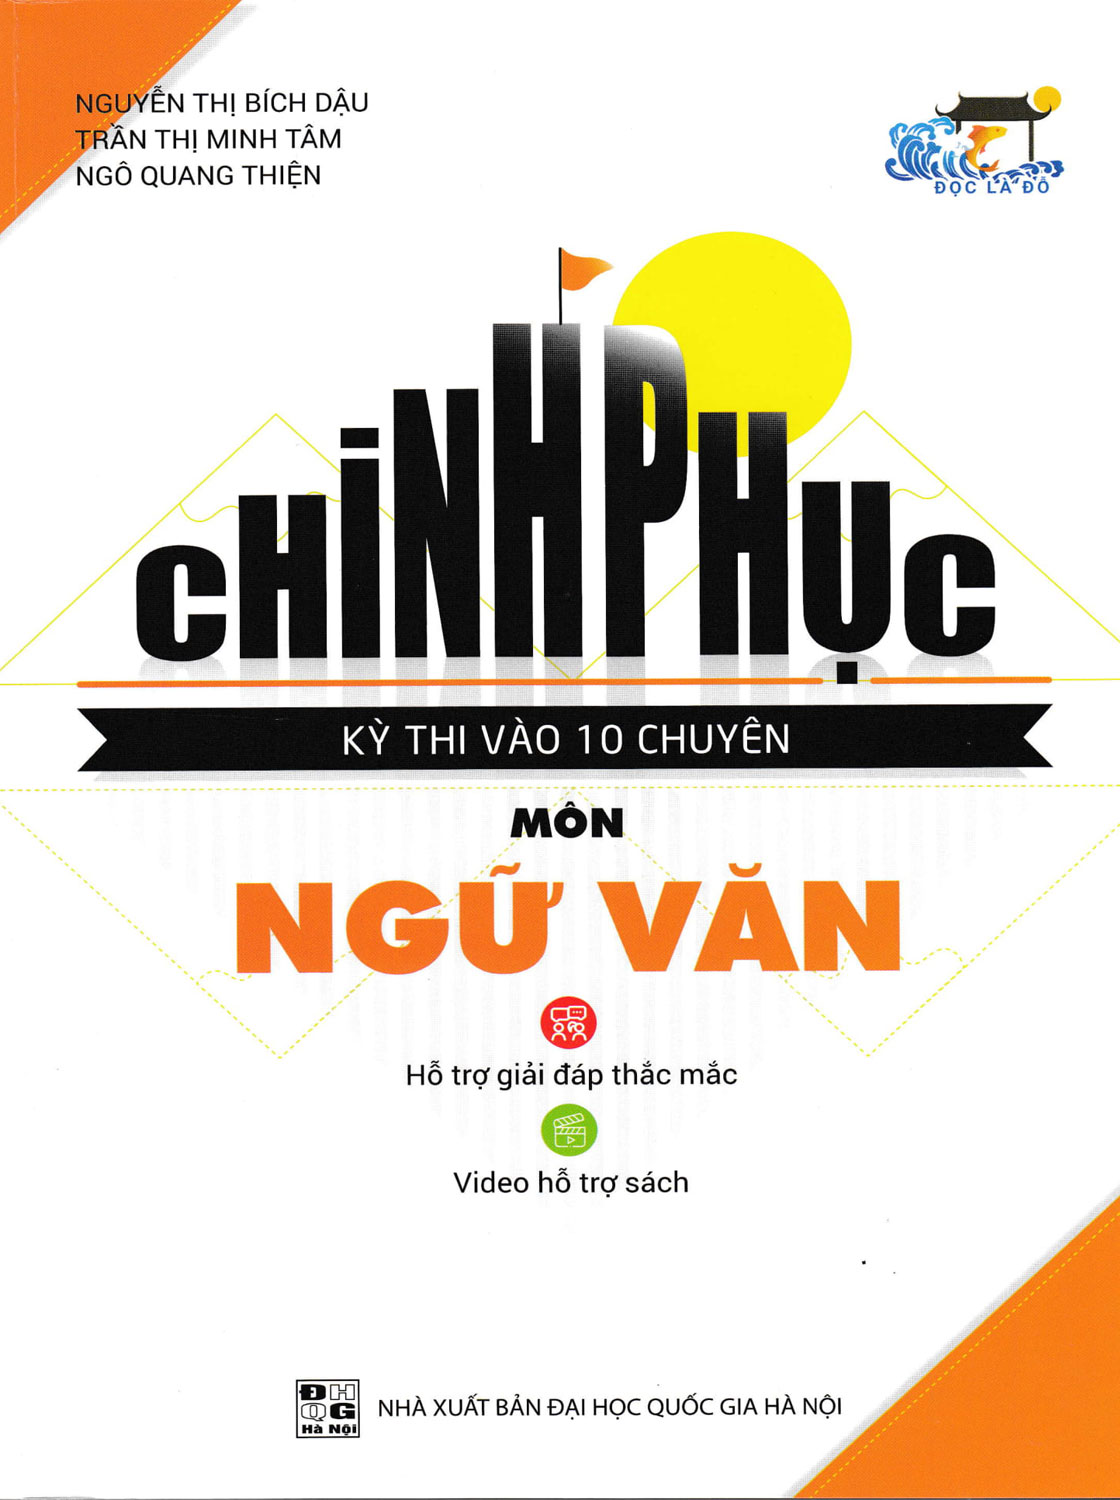 NGUYỄN THỊ BÍCH DẬU
TRẦN THỊ MINH TÂM
NGÔ QUANG THIỆN
ĐỌC LÀ ĐỖ
CHINH PHỤC
KỲ THI VÀO 10 CHUYÊN
MÔN
NGỮ VĂN
Hỗ trợ giải đáp thắc mắc
Video hỗ trợ sách
ĐH
QG
Hà Nội
NHÀ XUẤT BẢN ĐẠI HỌC QUỐC GIA HÀ NỘI